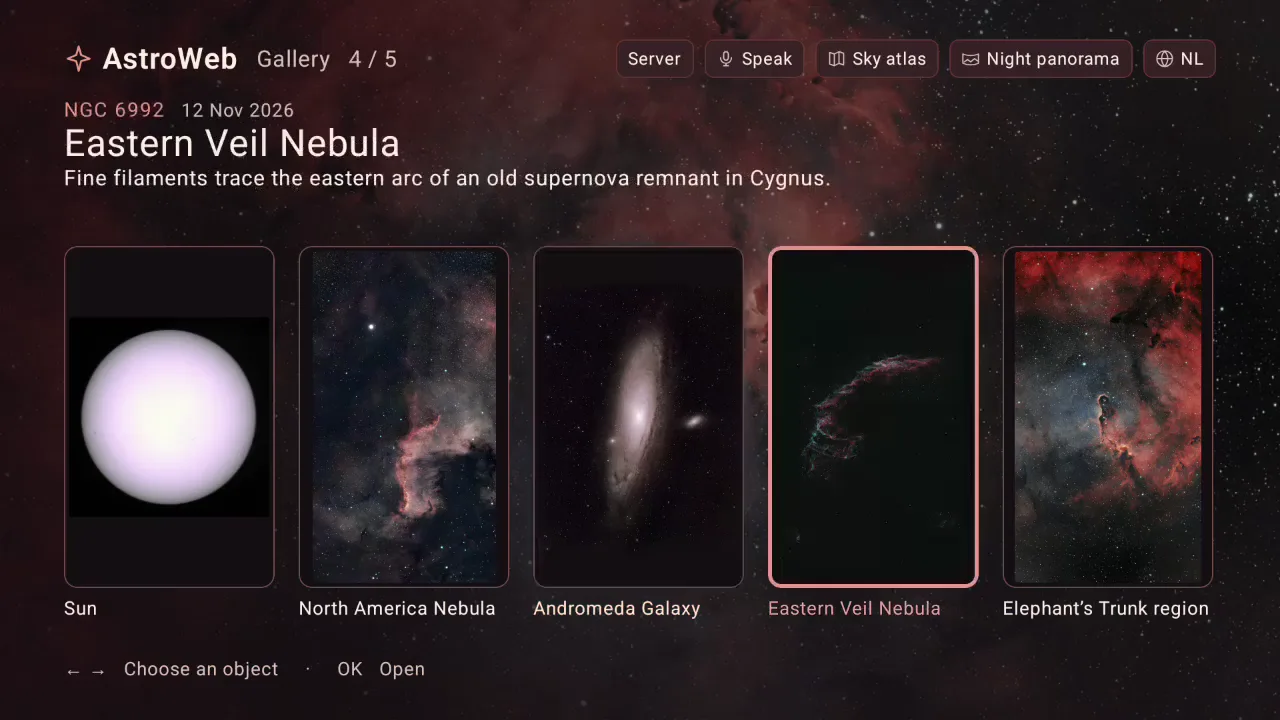 AstroWeb Gallery 4 / 5 Server Speak Sky atlas Night panorama NL
NGC 6992 12 Nov 2026
Eastern Veil Nebula
Fine filaments trace the eastern arc of an old supernova remnant in Cygnus.
Sun North America Nebula Andromeda Galaxy Eastern Veil Nebula Elephant’s Trunk region
← → Choose an object · OK Open